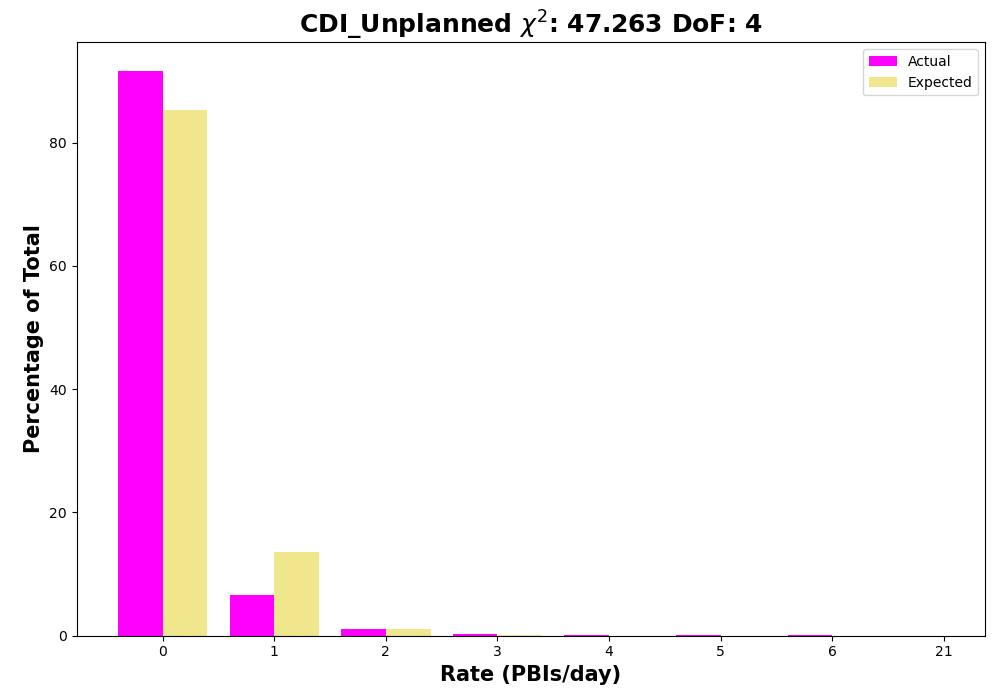 CDI_Unplanned χ²: 47.263 DoF: 4
Actual
Expected
Percentage of Total
80
60
40
20
0
0 1 2 3 4 5 6 21
Rate (PBIs/day)